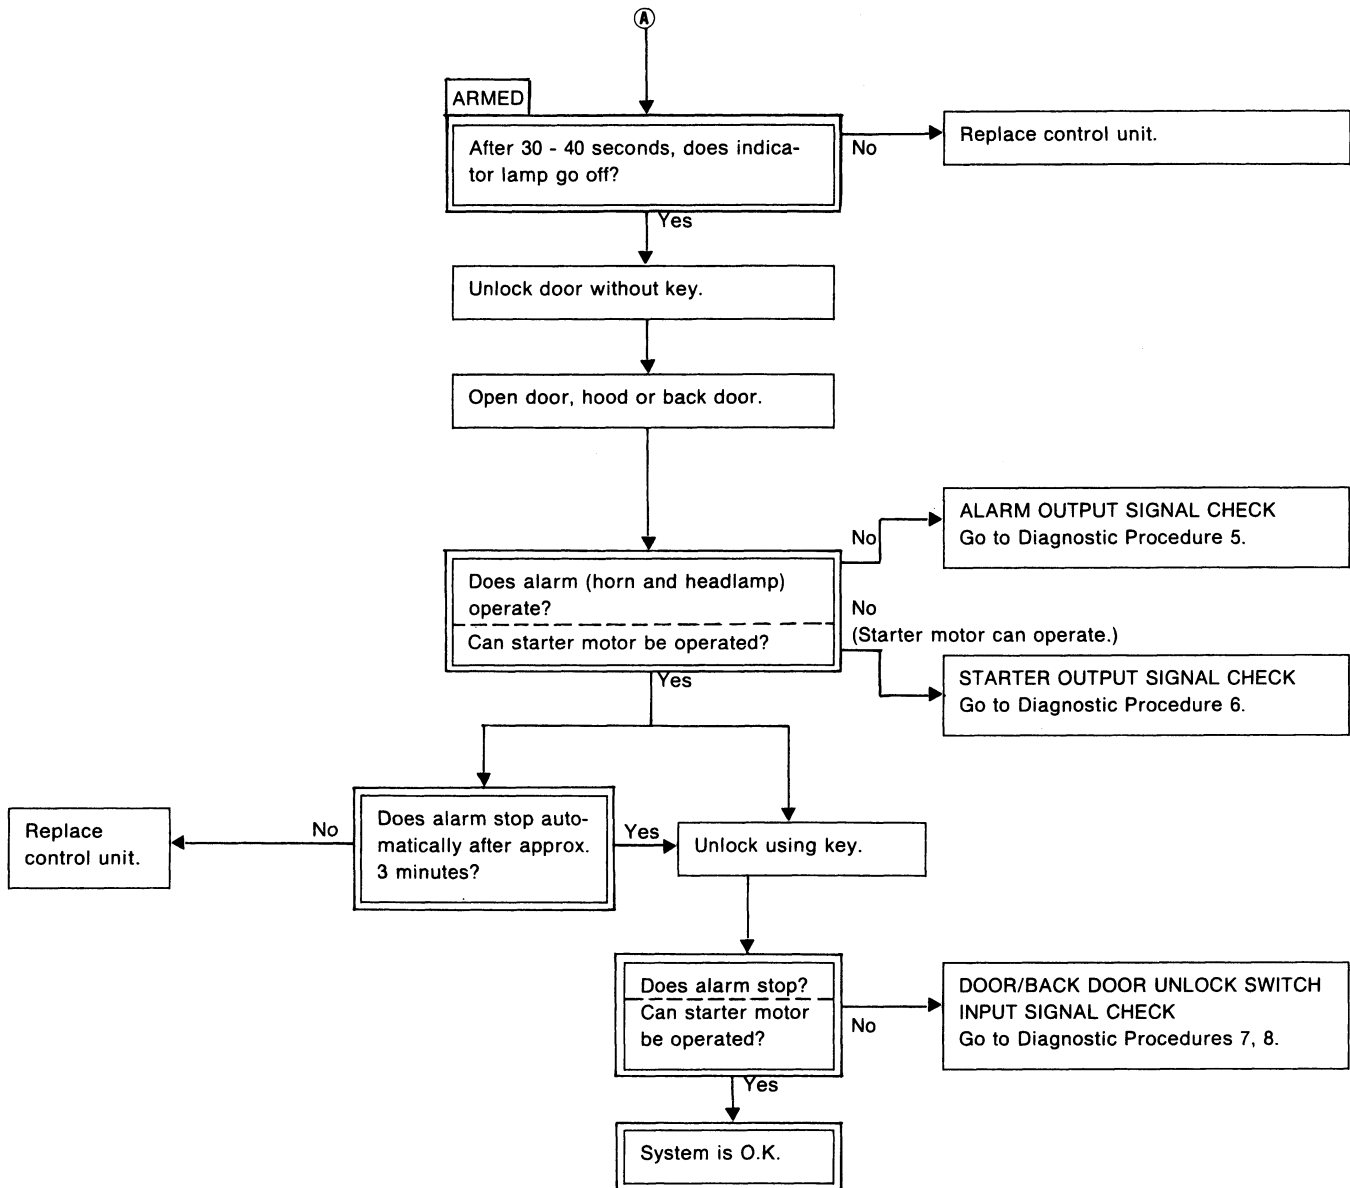 A
ARMED
After 30 - 40 seconds, does indica-
tor lamp go off?
No
Replace control unit.
Yes
Unlock door without key.
Open door, hood or back door.
Does alarm (horn and headlamp)
operate?
Can starter motor be operated?
No
ALARM OUTPUT SIGNAL CHECK
Go to Diagnostic Procedure 5.
No
(Starter motor can operate.)
STARTER OUTPUT SIGNAL CHECK
Go to Diagnostic Procedure 6.
Yes
Does alarm stop auto-
matically after approx.
3 minutes?
No
Replace
control unit.
Yes
Unlock using key.
Does alarm stop?
Can starter motor
be operated?
No
DOOR/BACK DOOR UNLOCK SWITCH
INPUT SIGNAL CHECK
Go to Diagnostic Procedures 7, 8.
Yes
System is O.K.